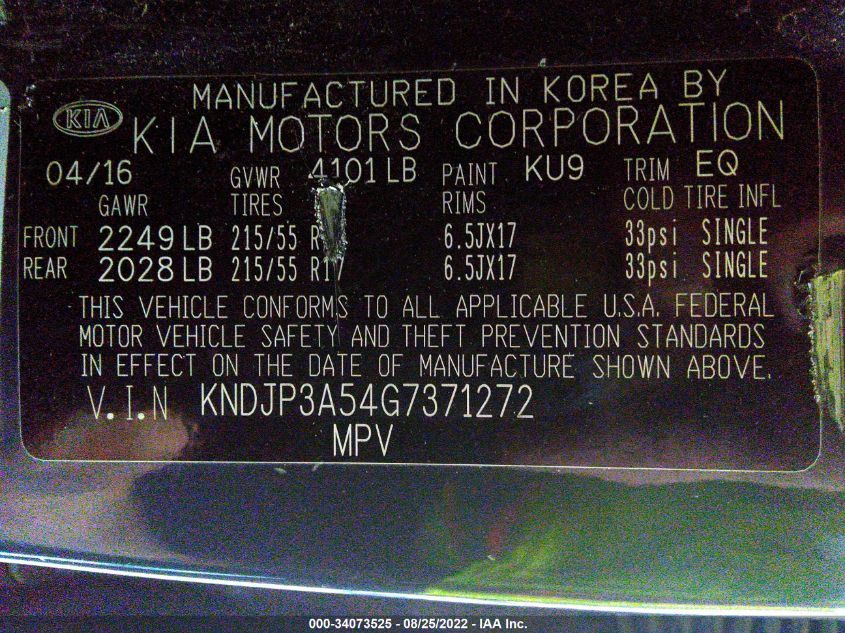 MANUFACTURED IN KOREA BY
KIA KIA MOTORS CORPORATION
04/16 GVWR 4101 LB PAINT KU9 TRIM EQ
GAWR TIRES RIMS COLD TIRE INFL
FRONT 2249 LB 215/55 6.5JX17 33psi SINGLE
REAR 2028 LB 215/55 R17 6.5JX17 33psi SINGLE
THIS VEHICLE CONFORMS TO ALL APPLICABLE U.S.A. FEDERAL
MOTOR VEHICLE SAFETY AND THEFT PREVENTION STANDARDS
IN EFFECT ON THE DATE OF MANUFACTURE SHOWN ABOVE.
V.I.N KNDJP3A54G7371272
MPV
000-34073525 - 08/25/2022 - IAA Inc.